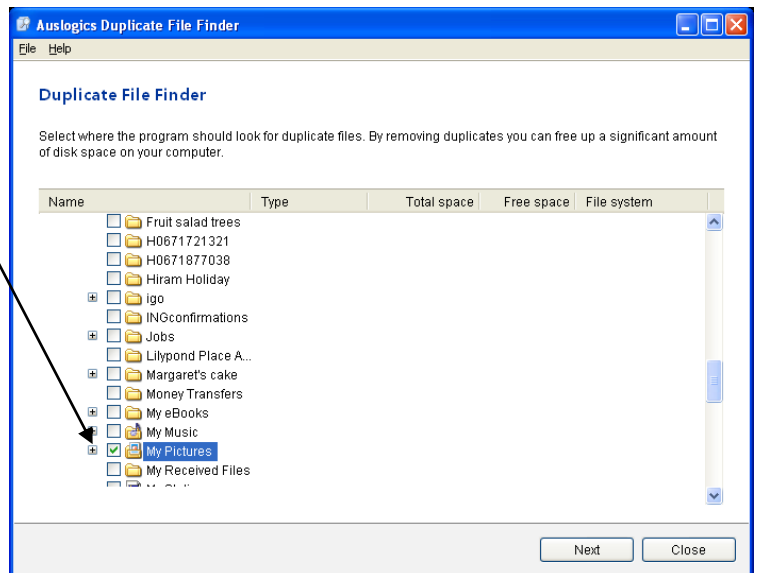 Auslogics Duplicate File Finder
File Help
Duplicate File Finder
Select where the program should look for duplicate files. By removing duplicates you can free up a significant amount
of disk space on your computer.
Name Type Total space Free space File system
Fruit salad trees
H0671721321
H0671877038
Hiram Holiday
igo
INGconfirmations
Jobs
Lilypond Place A...
Margaret's cake
Money Transfers
My eBooks
My Music
My Pictures
My Received Files
Next Close